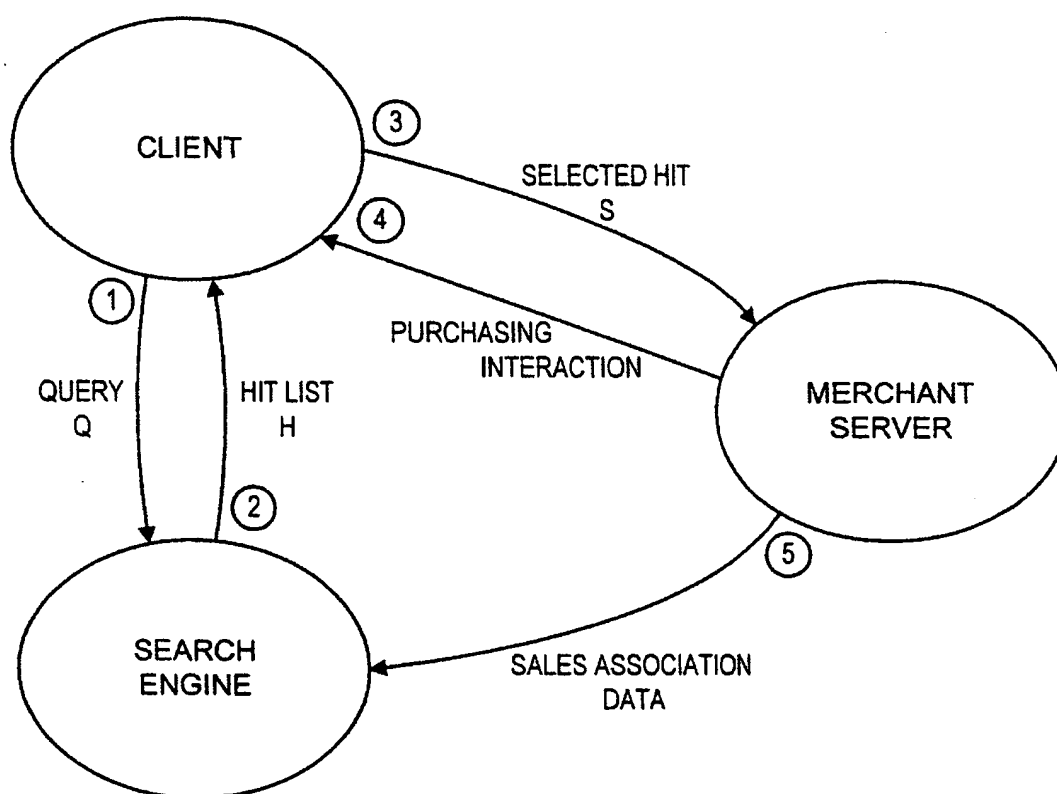 CLIENT
3
SELECTED HIT
S
4
1
PURCHASING
INTERACTION
QUERY
Q
HIT LIST
H
MERCHANT
SERVER
2
5
SEARCH
ENGINE
SALES ASSOCIATION
DATA